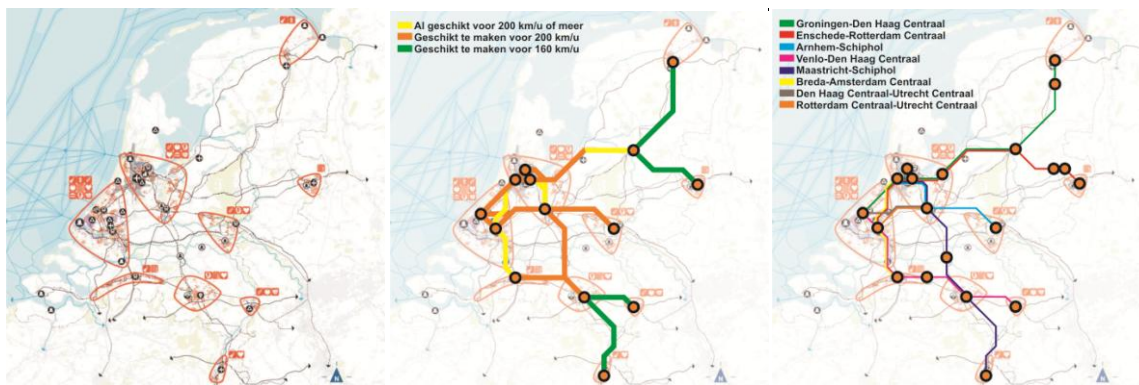 Al geschikt voor 200 km/u of meer
Geschikt te maken voor 200 km/u
Geschikt te maken voor 160 km/u
Groningen-Den Haag Centraal
Enschede-Rotterdam Centraal
Arnhem-Schiphol
Venlo-Den Haag Centraal
Maastricht-Schiphol
Breda-Amsterdam Centraal
Den Haag Centraal-Utrecht Centraal
Rotterdam Centraal-Utrecht Centraal